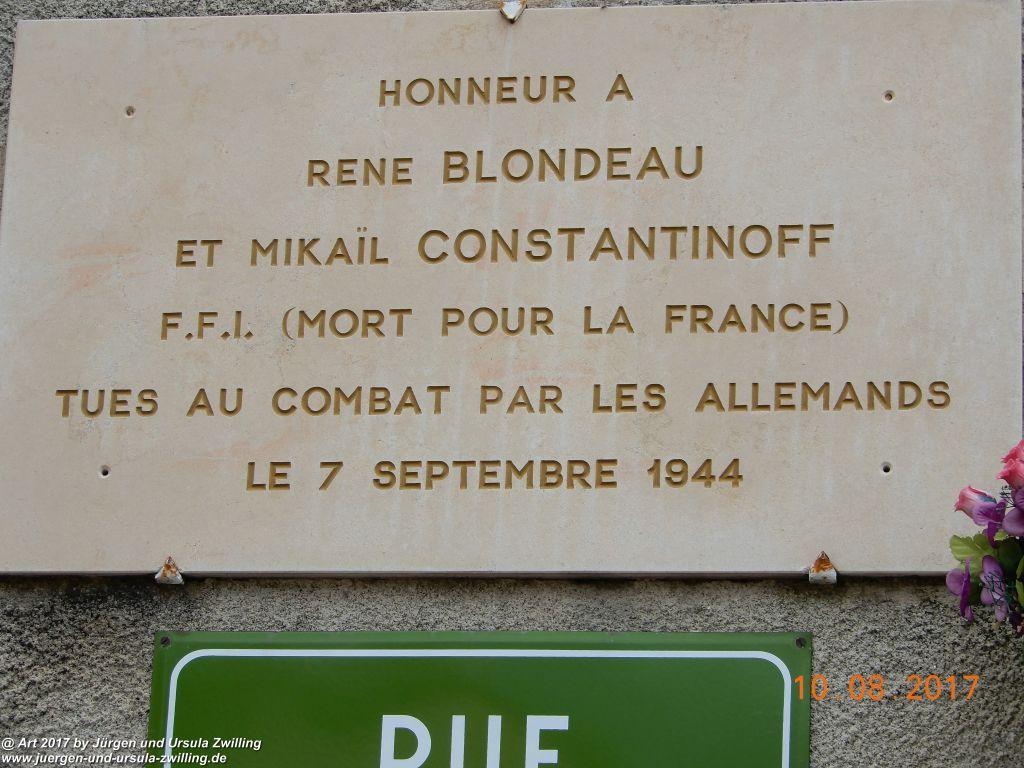 HONNEUR A
RENE BLONDEAU
ET MIKAÏL CONSTANTINOFF
F.F.I. (MORT POUR LA FRANCE)
TUES AU COMBAT PAR LES ALLEMANDS
LE 7 SEPTEMBRE 1944
RUE
10 08 2017
@ Art 2017 by Jürgen und Ursula Zwilling
www.juergen-und-ursula-zwilling.de